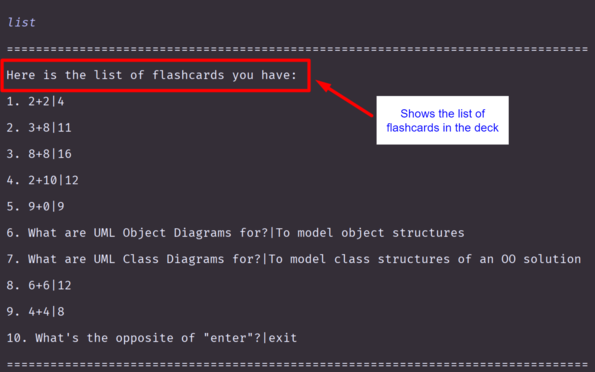 list
================================================================================
Here is the list of flashcards you have:
1. 2+2|4
2. 3+8|11
Shows the list of
flashcards in the deck
3. 8+8|16
4. 2+10|12
5. 9+0|9
6. What are UML Object Diagrams for?|To model object structures
7. What are UML Class Diagrams for?|To model class structures of an OO solution
8. 6+6|12
9. 4+4|8
10. What's the opposite of "enter"?|exit
================================================================================